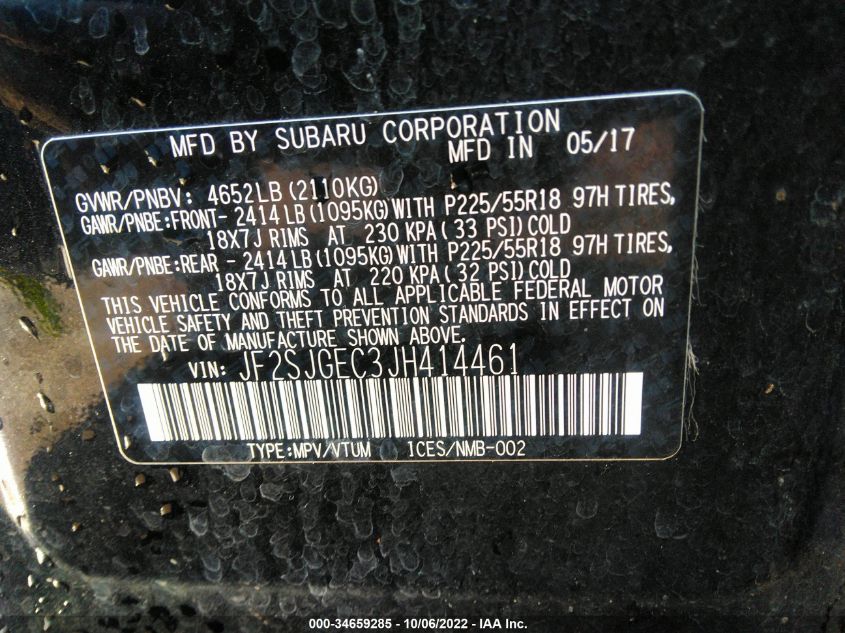 MFD BY SUBARU CORPORATION
MFD IN 05/17
GVWR/PNBV: 4652LB (2110KG)
GAWR/PNBE:FRONT- 2414LB (1095KG) WITH P225/55R18 97H TIRES,
18X7J RIMS AT 230 KPA ( 33 PSI) COLD
GAWR/PNBE:REAR - 2414LB (1095KG) WITH P225/55R18 97H TIRES,
18X7J RIMS AT 220 KPA ( 32 PSI) COLD
THIS VEHICLE CONFORMS TO ALL APPLICABLE FEDERAL MOTOR
VEHICLE SAFETY AND THEFT PREVENTION STANDARDS IN EFFECT ON
THE DATE OF MANUFACTURE SHOWN ABOVE.
VIN: JF2SJGEC3JH414461
TYPE:MPV/VTUM ICES/NMB-002
000-34659285 - 10/06/2022 - IAA Inc.